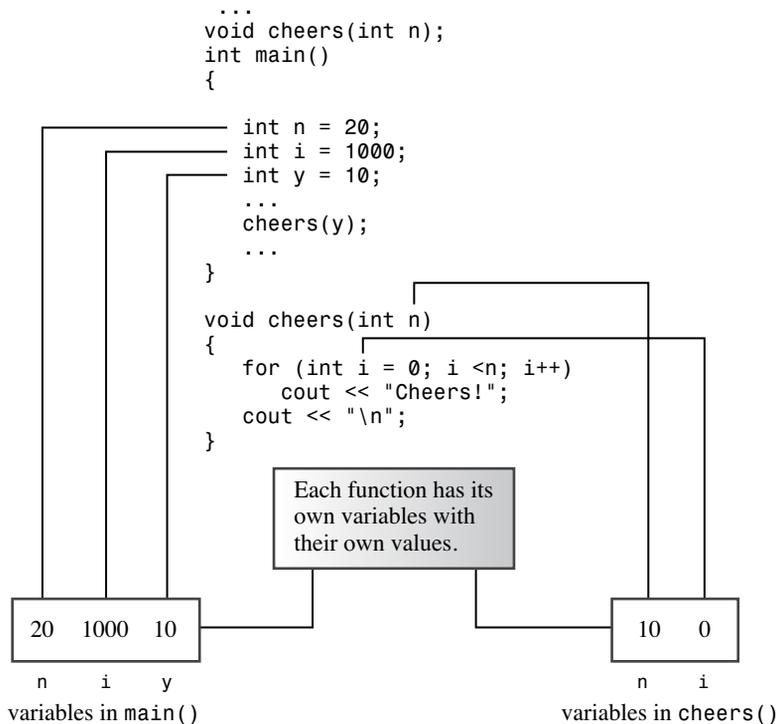 ...
void cheers(int n);
int main()
{
int n = 20;
int i = 1000;
int y = 10;
...
cheers(y);
...
}
void cheers(int n)
{
for (int i = 0; i <n; i++)
cout << "Cheers!";
cout << "\n";
}
Each function has its
own variables with
their own values.
20 1000 10
n i y
variables in main()
10 0
n i
variables in cheers()